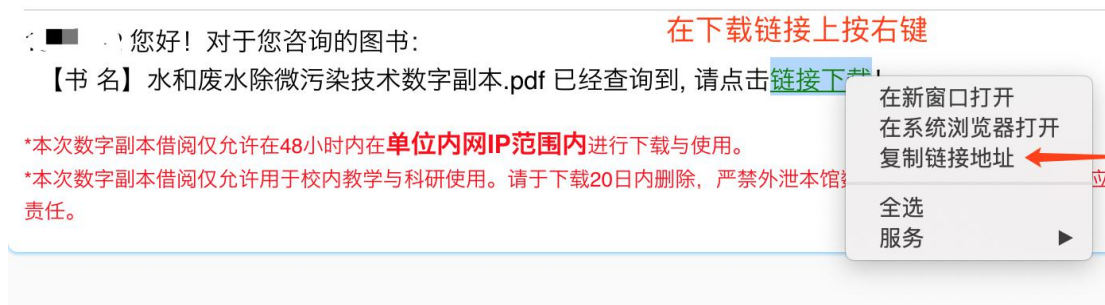 在下载链接上按右键
您好！对于您咨询的图书：
【书 名】水和废水除微污染技术数字副本.pdf 已经查询到, 请点击链接下载!
在新窗口打开
在系统浏览器打开
复制链接地址
全选
服务
*本次数字副本借阅仅允许在48小时内在单位内网IP范围内进行下载与使用。
*本次数字副本借阅仅允许用于校内教学与科研使用。请于下载20日内删除，严禁外泄本馆
责任。